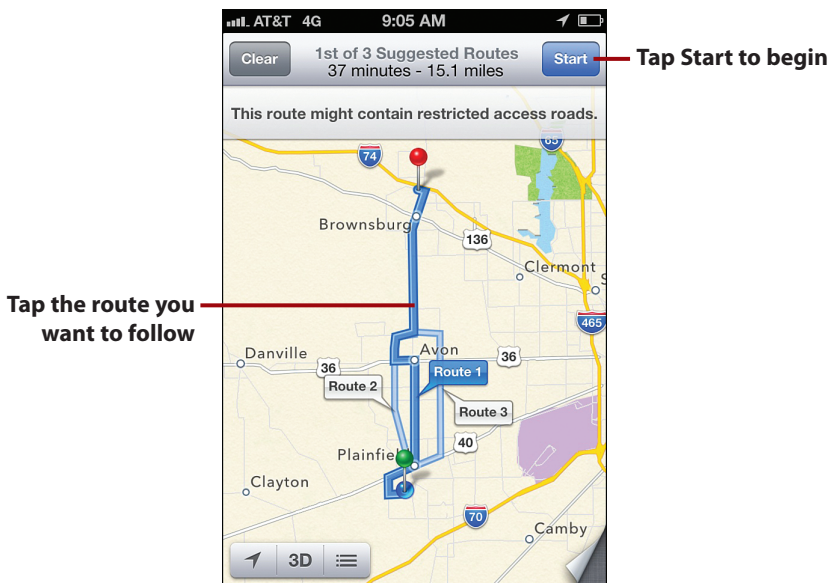 AT&T 4G 9:05 AM
Clear
1st of 3 Suggested Routes
37 minutes - 15.1 miles
Start
Tap Start to begin
This route might contain restricted access roads.
65
74
Brownsburg
136
Clermont
S
465
Tap the route you
want to follow
Danville
36
Avon
36
Route 1
Route 2
Route 3
40
Plainfie
Clayton
70
Camby
3D